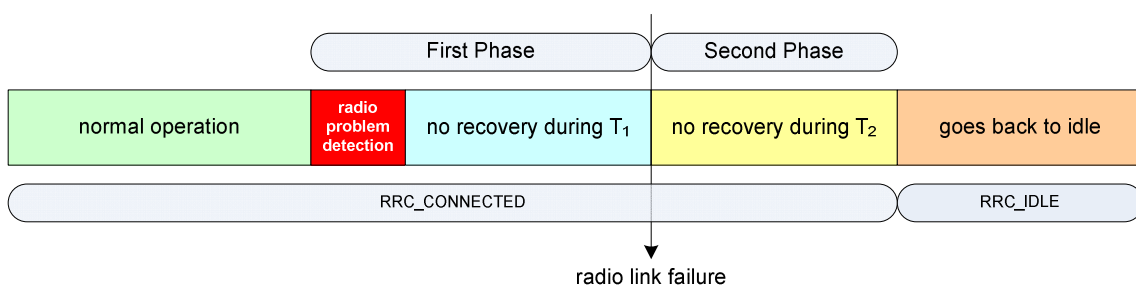 First Phase
Second Phase
normal operation
radio
problem
detection
no recovery during T₁
no recovery during T₂
goes back to idle
RRC_CONNECTED
RRC_IDLE
radio link failure